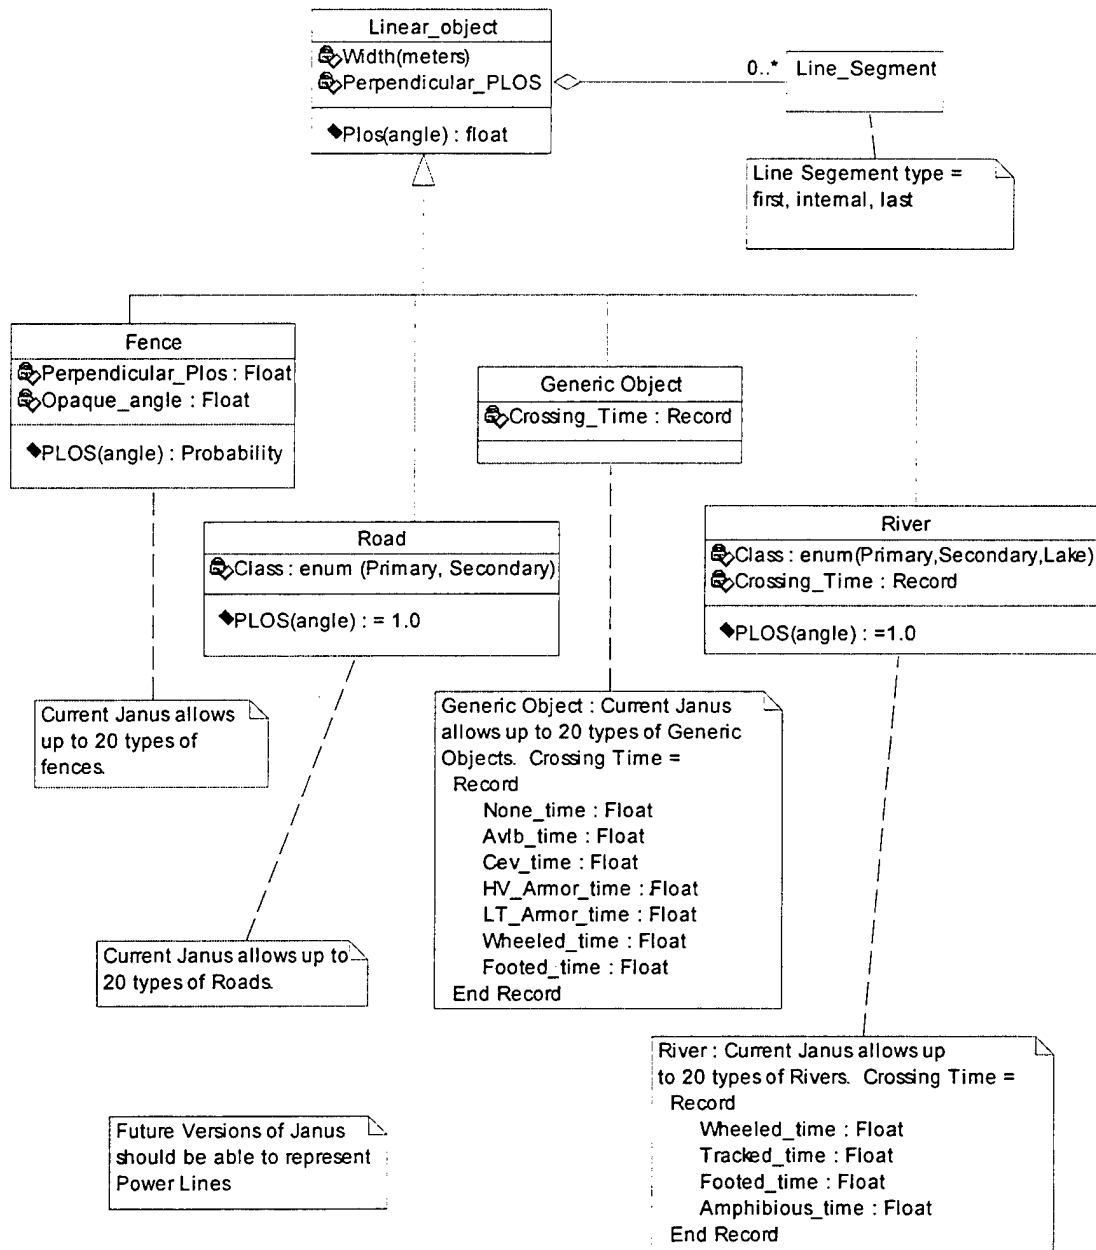 Linear_object
Width(meters)
Perpendicular_PLOS
Plos(angle) : float
0..*
Line_Segment
Line Segement type =
first, internal, last
Fence
Perpendicular_Plos : Float
Opaque_angle : Float
PLOS(angle) : Probability
Generic Object
Crossing_Time : Record
Road
Class : enum (Primary, Secondary)
PLOS(angle) : = 1.0
River
Class : enum(Primary,Secondary,Lake)
Crossing_Time : Record
PLOS(angle) : =1.0
Current Janus allows
up to 20 types of
fences.
Generic Object : Current Janus
allows up to 20 types of Generic
Objects. Crossing Time =
Record
None_time : Float
Avlb_time : Float
Cev_time : Float
HV_Armor_time : Float
LT_Armor_time : Float
Wheeled_time : Float
Footed_time : Float
End Record
Current Janus allows up to
20 types of Roads.
River : Current Janus allows up
to 20 types of Rivers. Crossing Time =
Record
Wheeled_time : Float
Tracked_time : Float
Footed_time : Float
Amphibious_time : Float
End Record
Future Versions of Janus
should be able to represent
Power Lines